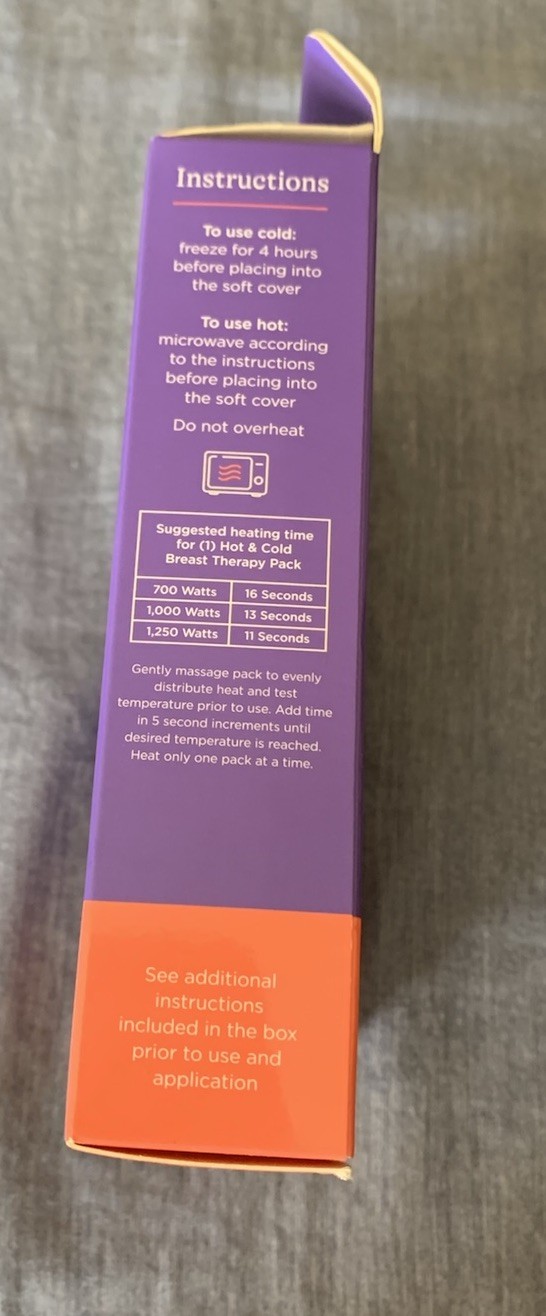 Instructions
To use cold:
freeze for 4 hours
before placing into
the soft cover
To use hot:
microwave according
to the instructions
before placing into
the soft cover
Do not overheat
Suggested heating time
for (1) Hot & Cold
Breast Therapy Pack
700 Watts 16 Seconds
1,000 Watts 13 Seconds
1,250 Watts 11 Seconds
Gently massage pack to evenly
distribute heat and test
temperature prior to use. Add time
in 5 second increments until
desired temperature is reached.
Heat only one pack at a time.
See additional
instructions
included in the box
prior to use and
application